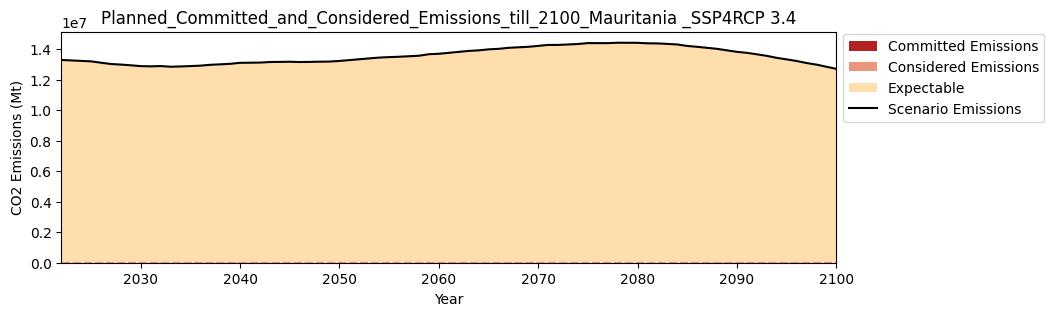 Planned_Committed_and_Considered_Emissions_till_2100_Mauritania _SSP4RCP 3.4
1e7
1.4
1.2
1.0
0.8
0.6
0.4
0.2
0.0
CO2 Emissions (Mt)
2030
2040
2050
2060
2070
2080
2090
2100
Year
Committed Emissions
Considered Emissions
Expectable
Scenario Emissions